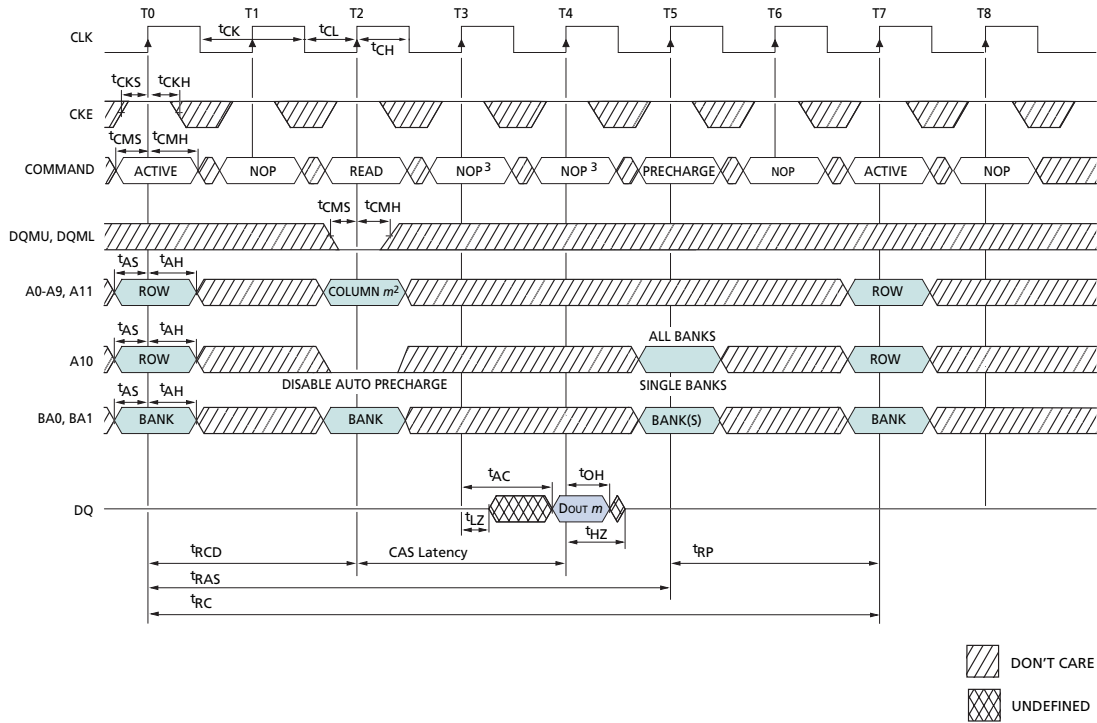 T0 T1 T2 T3 T4 T5 T6 T7 T8
CLK
tCK tCL
tCH
tCKS tCKH
CKE
tCMS tCMH
COMMAND ACTIVE NOP READ NOP3 NOP3 PRECHARGE NOP ACTIVE NOP
tCMS tCMH
DQMU, DQML
tAS tAH
A0-A9, A11 ROW COLUMN m2 ROW
tAS tAH
ALL BANKS
A10 ROW ROW
DISABLE AUTO PRECHARGE SINGLE BANKS
tAS tAH
BA0, BA1 BANK BANK BANK(S) BANK
tAC tOH
DQ DOUT m
tLZ tHZ
tRCD CAS Latency tRP
tRAS
tRC
DON'T CARE
UNDEFINED